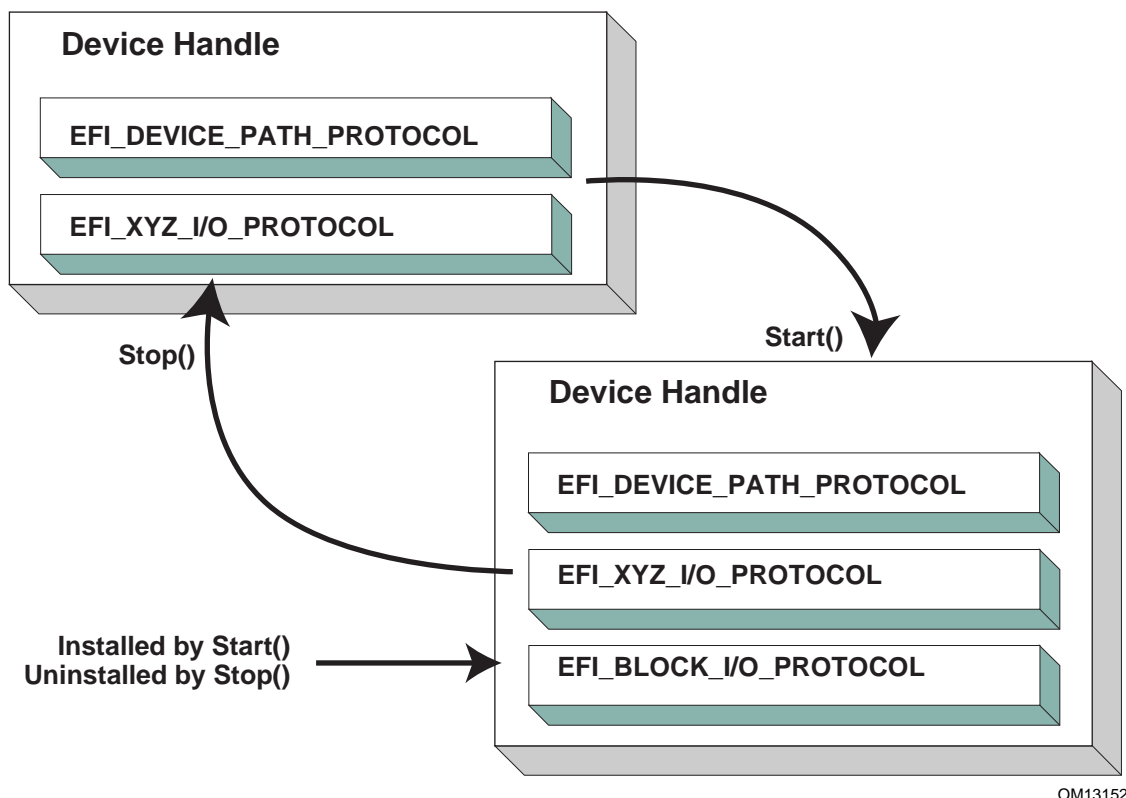 Device Handle
EFI_DEVICE_PATH_PROTOCOL
EFI_XYZ_I/O_PROTOCOL
Stop()
Start()
Device Handle
EFI_DEVICE_PATH_PROTOCOL
EFI_XYZ_I/O_PROTOCOL
Installed by Start()
Uninstalled by Stop()
EFI_BLOCK_I/O_PROTOCOL
OM13152